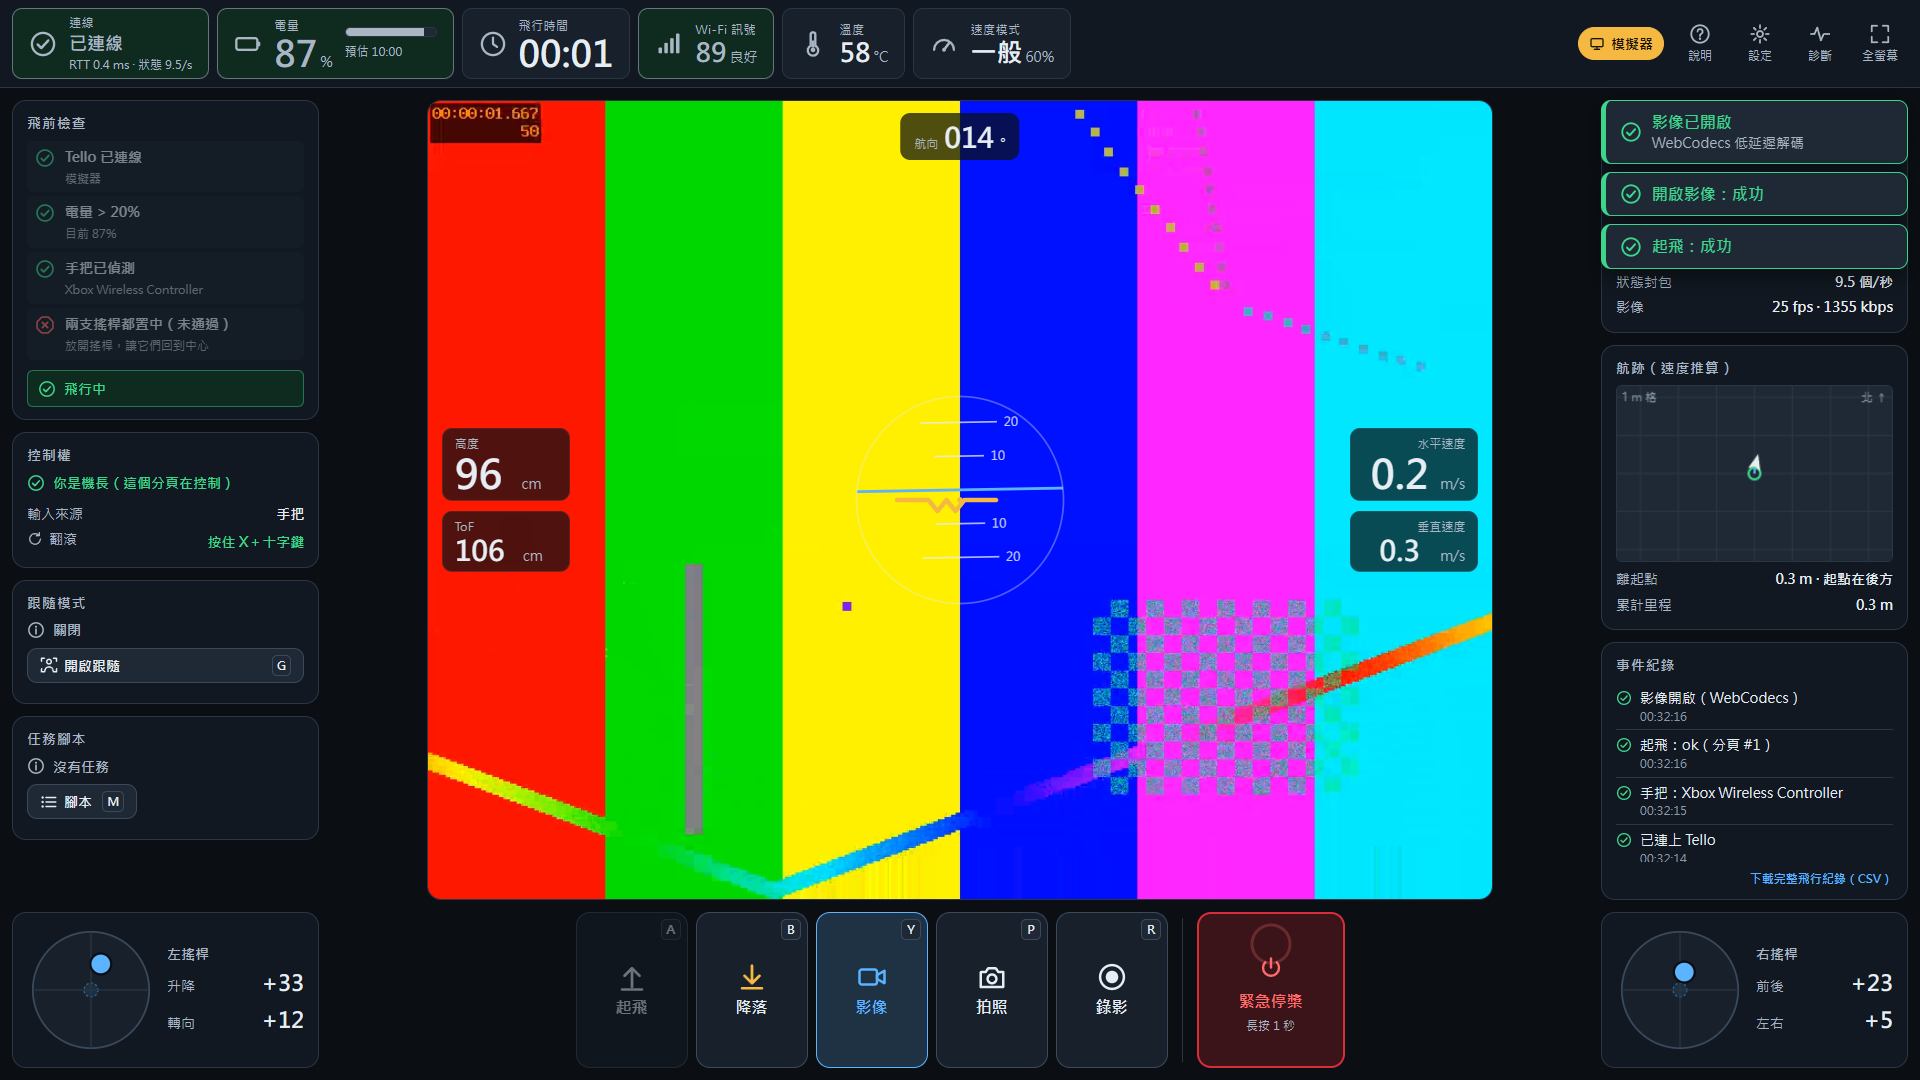 連線
已連線
RTT 0.4 ms · 狀態 9.5/s
電量
87 %
預估 10:00
飛行時間
00:01
Wi-Fi 訊號
89 良好
溫度
58 °C
速度模式
一般 60%
模擬器
說明
設定
診斷
全螢幕
飛前檢查
Tello 已連線
模擬器
電量 > 20%
目前 87%
手把已偵測
Xbox Wireless Controller
兩支搖桿都置中（未通過）
放開搖桿，讓它們回到中心
飛行中
控制權
你是機長（這個分頁在控制）
輸入來源 手把
翻滾 按住 X + 十字鍵
跟隨模式
關閉
開啟跟隨 G
任務腳本
沒有任務
腳本 M
00:00:01.667
50
航向 014 °
高度
96 cm
ToF
106 cm
20
10
10
20
水平速度
0.2 m/s
垂直速度
0.3 m/s
影像已開啟
WebCodecs 低延遲解碼
開啟影像：成功
起飛：成功
狀態封包 9.5 個/秒
影像 25 fps · 1355 kbps
航跡（速度推算）
1 m 格 北 ↑
離起點 0.3 m · 起點在後方
累計里程 0.3 m
事件紀錄
影像開啟（WebCodecs）
00:32:16
起飛：ok（分頁 #1）
00:32:16
手把：Xbox Wireless Controller
00:32:15
已連上 Tello
00:32:14
下載完整飛行紀錄（CSV）
左搖桿
升降 +33
轉向 +12
A
起飛
B
降落
Y
影像
P
拍照
R
錄影
緊急停槳
長按 1 秒
右搖桿
前後 +23
左右 +5